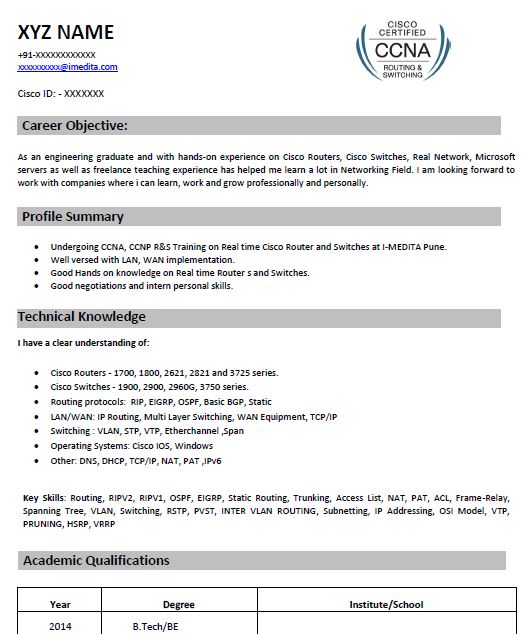 XYZ NAME
+91-XXXXXXXXXXXX
xxxxxxxxxx@imedita.com
Cisco ID: - XXXXXXX
CISCO
CERTIFIED
CCNA
ROUTING &
SWITCHING
Career Objective:
As an engineering graduate and with hands-on experience on Cisco Routers, Cisco Switches, Real Network, Microsoft
servers as well as freelance teaching experience has helped me learn a lot in Networking Field. I am looking forward to
work with companies where i can learn, work and grow professionally and personally.
Profile Summary
• Undergoing CCNA, CCNP R&S Training on Real time Cisco Router and Switches at I-MEDITA Pune.
• Well versed with LAN, WAN implementation.
• Good Hands on knowledge on Real time Router s and Switches.
• Good negotiations and intern personal skills.
Technical Knowledge
I have a clear understanding of:
• Cisco Routers - 1700, 1800, 2621, 2821 and 3725 series.
• Cisco Switches - 1900, 2900, 2960G, 3750 series.
• Routing protocols: RIP, EIGRP, OSPF, Basic BGP, Static
• LAN/WAN: IP Routing, Multi Layer Switching, WAN Equipment, TCP/IP
• Switching : VLAN, STP, VTP, Etherchannel ,Span
• Operating Systems: Cisco IOS, Windows
• Other: DNS, DHCP, TCP/IP, NAT, PAT ,IPv6
Key Skills: Routing, RIPV2, RIPV1, OSPF, EIGRP, Static Routing, Trunking, Access List, NAT, PAT, ACL, Frame-Relay,
Spanning Tree, VLAN, Switching, RSTP, PVST, INTER VLAN ROUTING, Subnetting, IP Addressing, OSI Model, VTP,
PRUNING, HSRP, VRRP
Academic Qualifications
Year Degree Institute/School
2014 B.Tech/BE